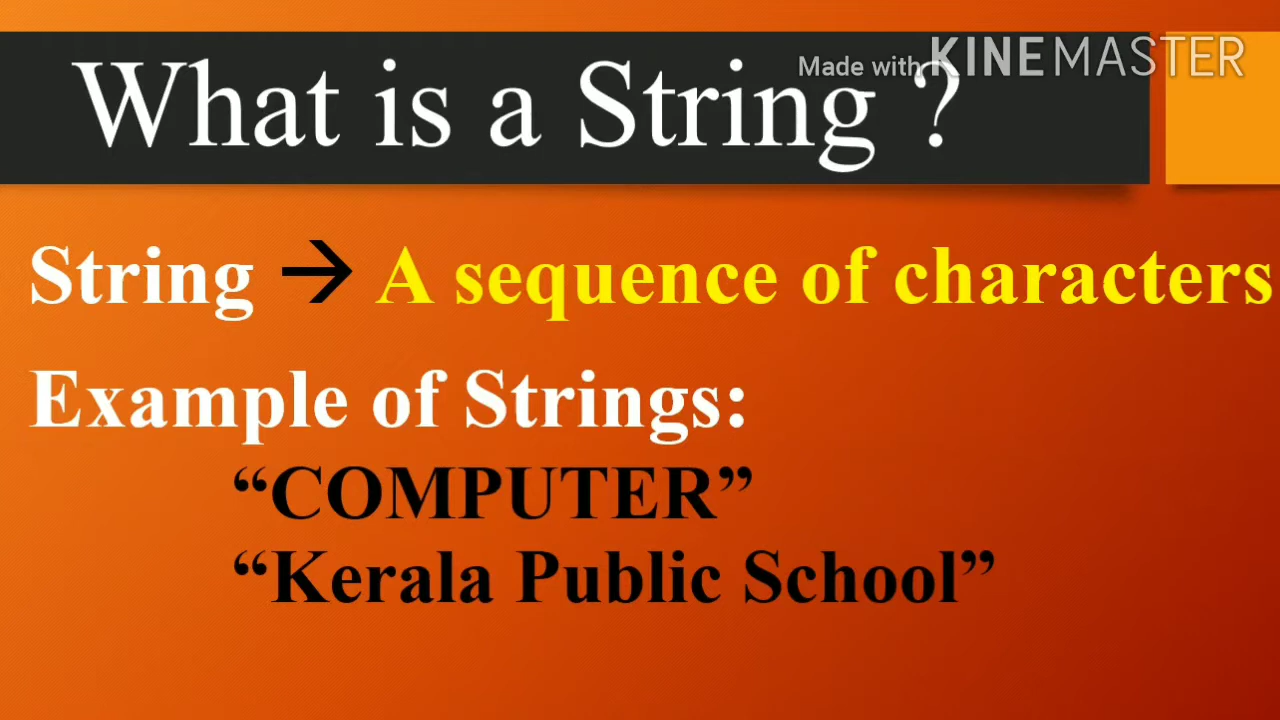 Made with KINEMASTER
What is a String ?
String → A sequence of characters
Example of Strings:
“COMPUTER”
“Kerala Public School”